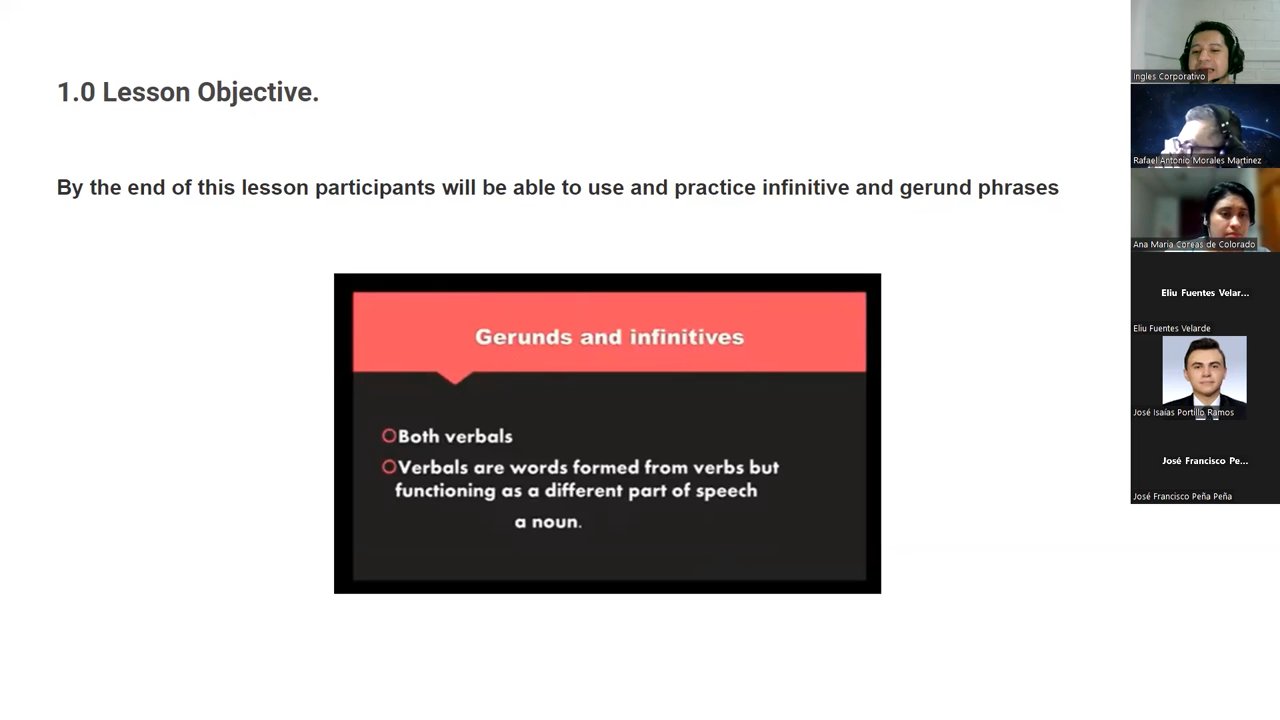 1.0 Lesson Objective.
By the end of this lesson participants will be able to use and practice infinitive and gerund phrases
Gerunds and infinitives
Both verbals
Verbals are words formed from verbs but
functioning as a different part of speech
a noun.
Ingles Corporativo
Rafael Antonio Morales Martinez
Ana Maria Coreas de Colorado
Eliu Fuentes Velar...
Eliu Fuentes Velarde
José Isaías Portillo Ramos
José Francisco Pe...
José Francisco Peña Peña